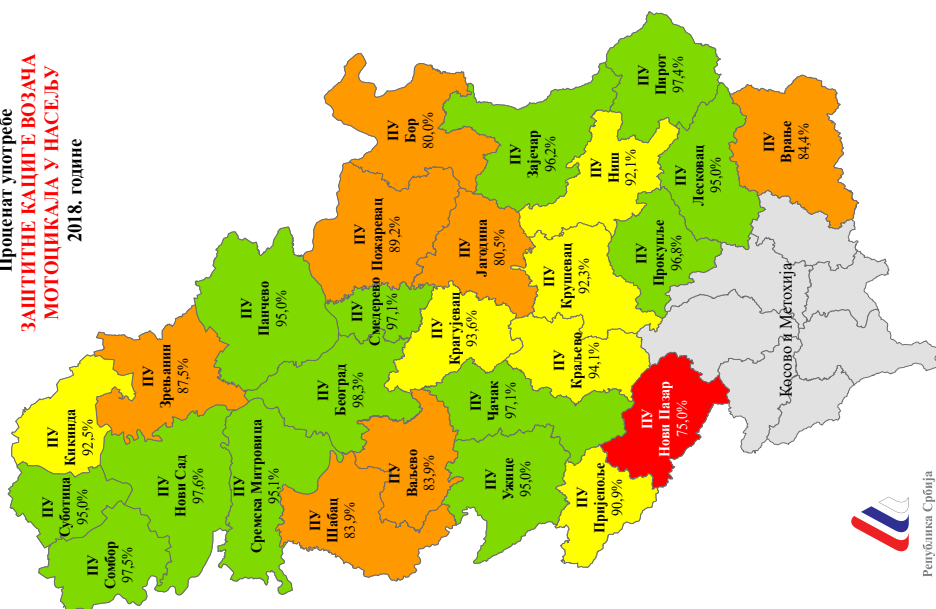 Проценат употребе
ЗАШТИТНЕ КАЦИГЕ ВОЗАЧА
МОТОЦИКАЛА У НАСЕЉУ
2018. године
ПУ
Суботица
95,0%
ПУ
Сомбор
97,5%
ПУ
Кикинда
92,5%
ПУ
Нови Сад
97,6%
ПУ
Зрењанин
87,5%
ПУ
Сремска Митровица
95,1%
ПУ
Панчево
95,0%
ПУ
Београд
98,3%
ПУ
Шабац
83,9%
ПУ
Ваљево
83,9%
ПУ
Смедерево
97,1%
ПУ
Пожаревац
89,2%
ПУ
Бор
80,0%
ПУ
Крагујевац
93,6%
ПУ
Јагодина
80,5%
ПУ
Зајечар
96,2%
ПУ
Ужице
95,0%
ПУ
Чачак
97,1%
ПУ
Краљево
94,1%
ПУ
Крушевац
92,3%
ПУ
Ниш
92,1%
ПУ
Пирот
97,4%
ПУ
Пријепоље
90,9%
ПУ
Нови Пазар
75,0%
ПУ
Прокупље
96,8%
ПУ
Лесковац
95,0%
ПУ
Врање
84,4%
Косово и Метохија
Република Србија